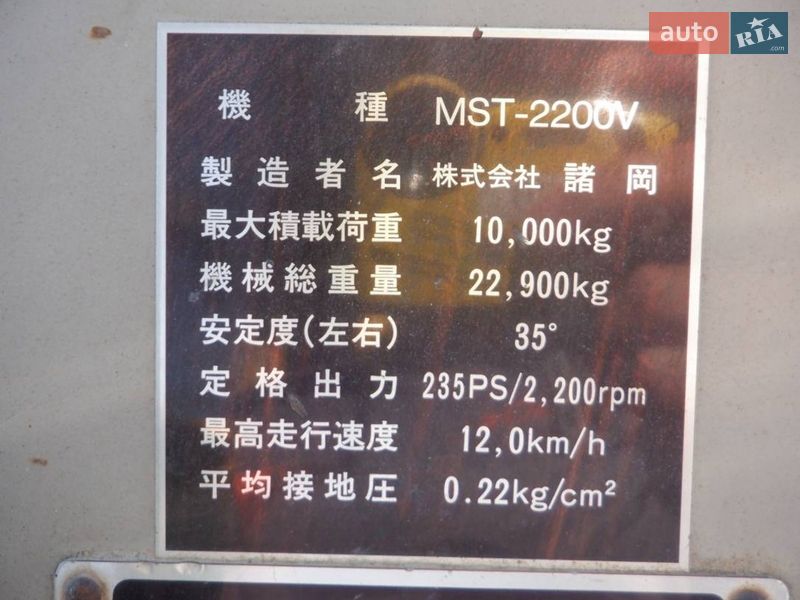 auto RIA .com
機種 MST-2200V
製造者名 株式会社 諸岡
最大積載荷重 10,000kg
機械総重量 22,900kg
安定度(左右) 35°
定格出力 235PS/2,200rpm
最高走行速度 12,0km/h
平均接地圧 0.22kg/cm²